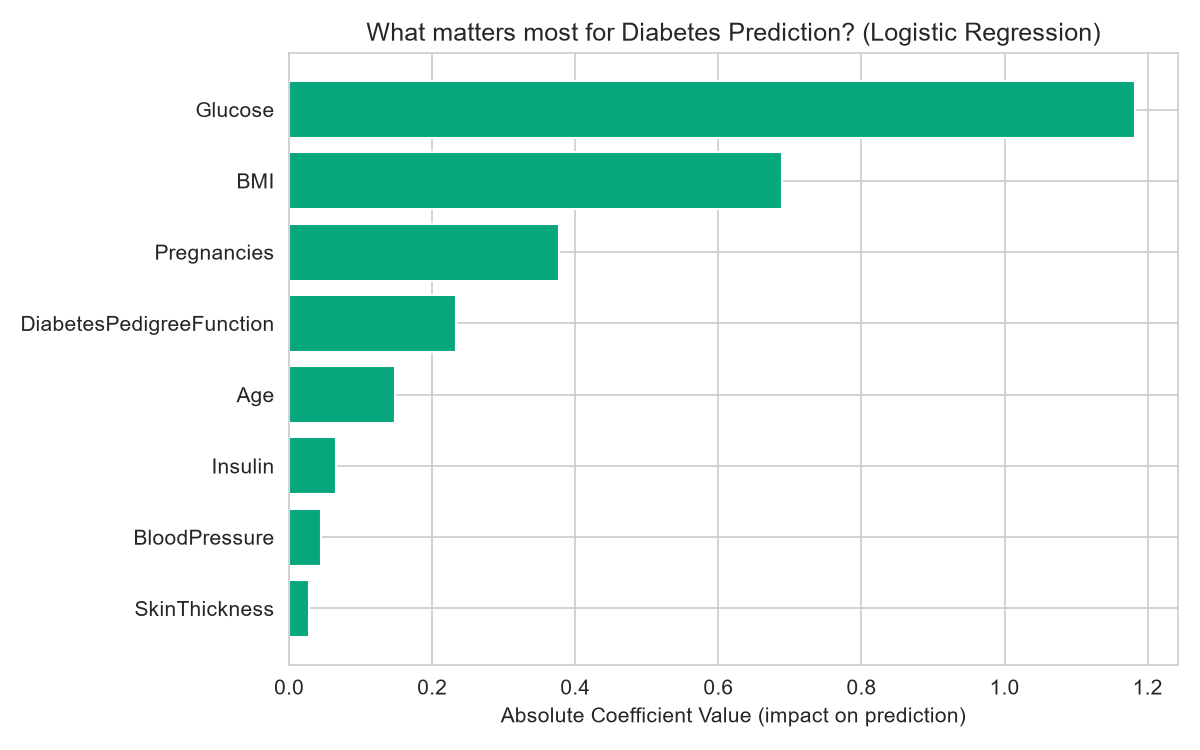 What matters most for Diabetes Prediction? (Logistic Regression)
Glucose
BMI
Pregnancies
DiabetesPedigreeFunction
Age
Insulin
BloodPressure
SkinThickness
0.0 0.2 0.4 0.6 0.8 1.0 1.2
Absolute Coefficient Value (impact on prediction)